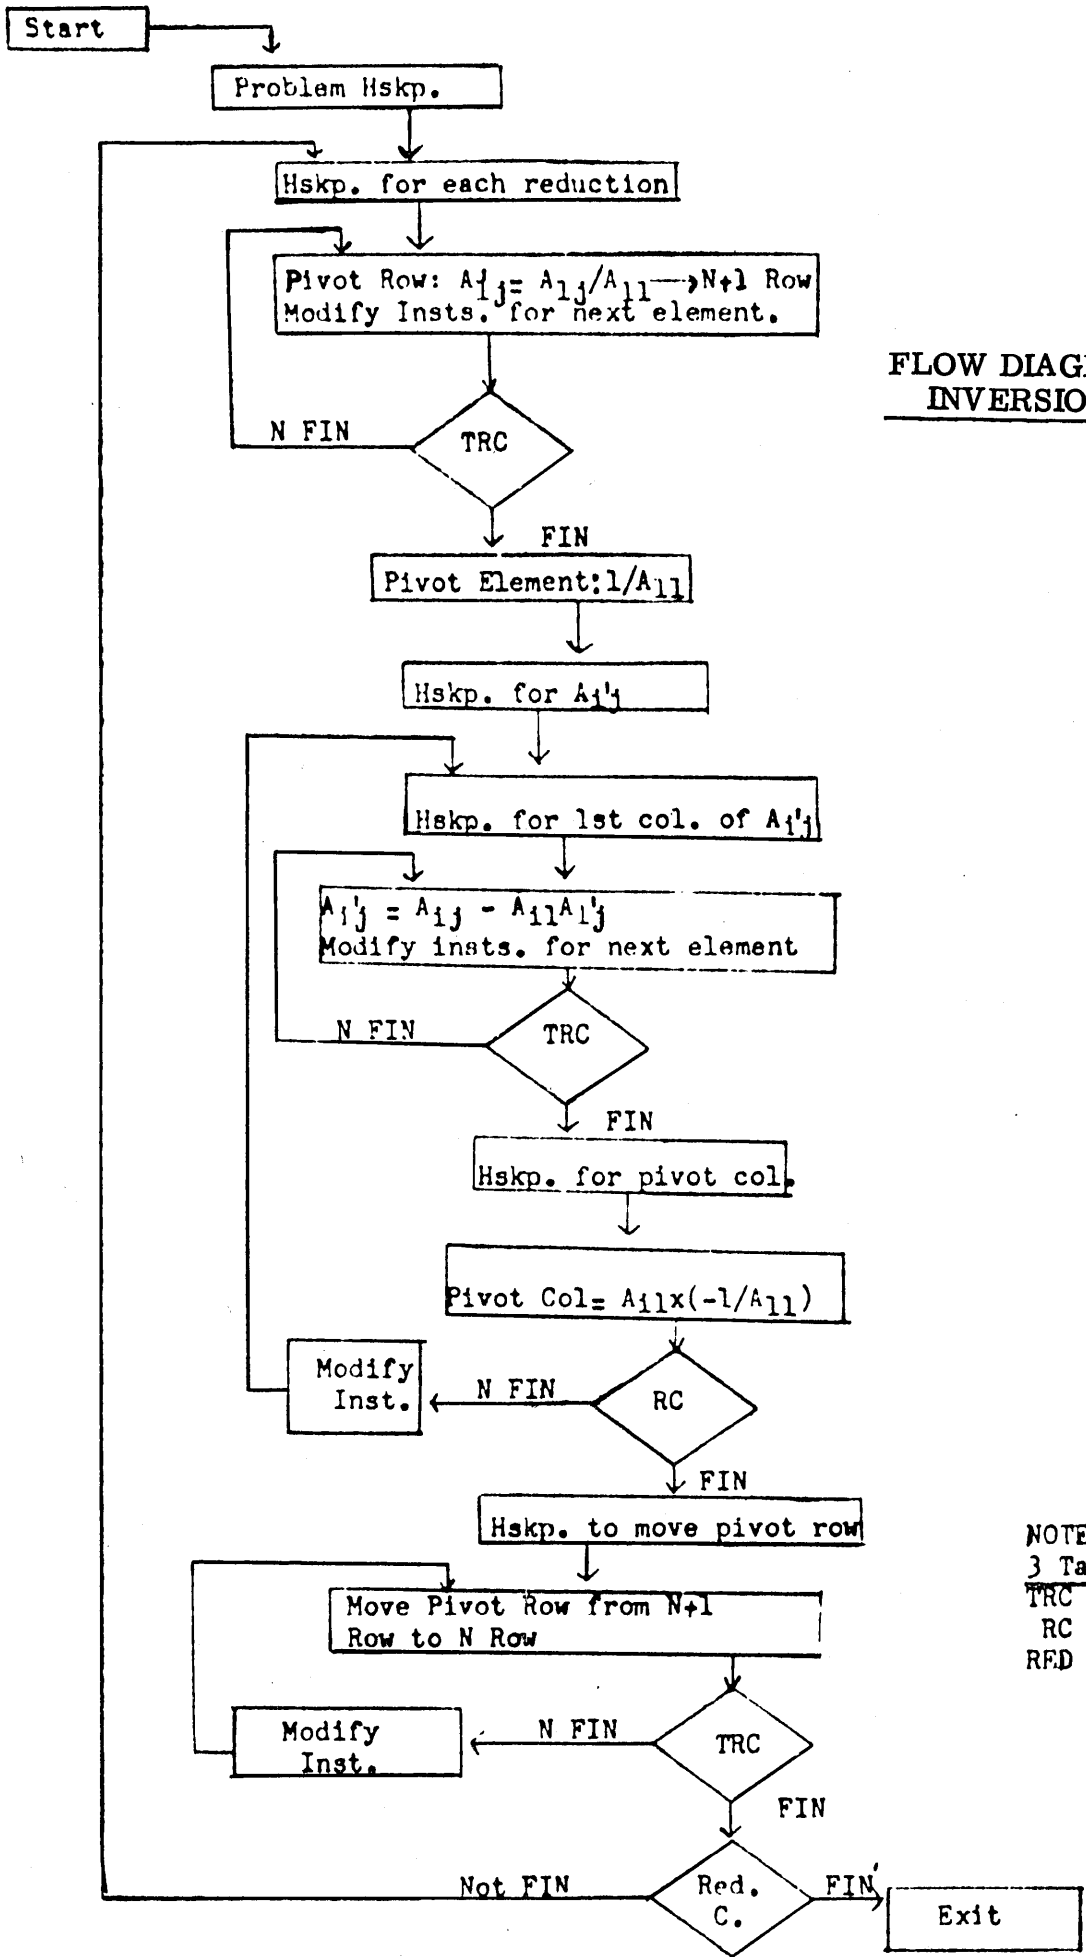 Start
Problem Hskp.
Hskp. for each reduction
Pivot Row: A1'j = A1j/A11 → N+1 Row
Modify Insts. for next element.
FLOW DIAG
INVERSIO
N FIN
TRC
FIN
Pivot Element: 1/A11
Hskp. for Ai'j
Hskp. for 1st col. of Ai'j
Ai'j = Aij - Ai1A1'j
Modify insts. for next element
N FIN
TRC
FIN
Hskp. for pivot col.
Pivot Col= Ai1x(-1/A11)
Modify
Inst.
N FIN
RC
FIN
Hskp. to move pivot row
NOTE
3 Ta
TRC
RC
RED
Move Pivot Row from N+1
Row to N Row
Modify
Inst.
N FIN
TRC
FIN
Not FIN
Red.
C.
FIN
Exit